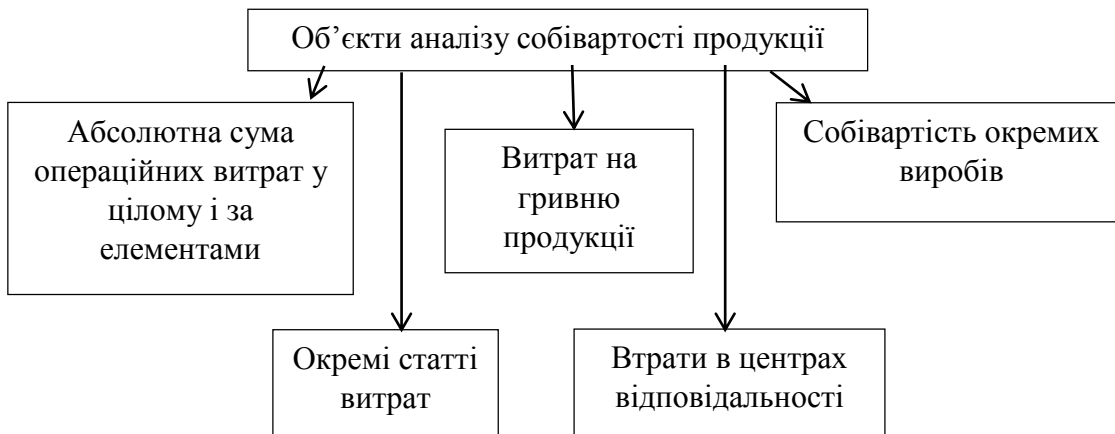 Об’єкти аналізу собівартості продукції
Абсолютна сума
операційних витрат у
цілому і за
елементами
Витрат на
гривню
продукції
Собівартість окремих
виробів
Окремі статті
витрат
Втрати в центрах
відповідальності